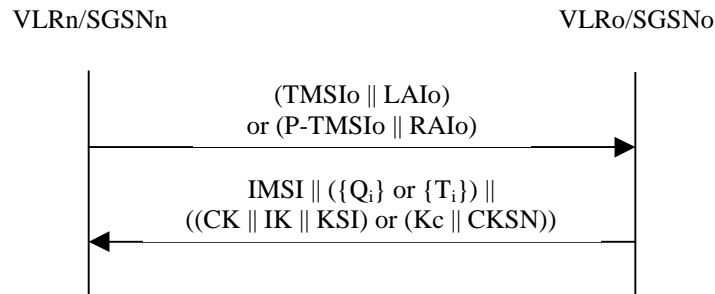 VLRn/SGSNn VLRo/SGSNo
(TMSIo || LAIo)
or (P-TMSIo || RAIo)
IMSI || ({Qi} or {Ti}) ||
((CK || IK || KSI) or (Kc || CKSN))